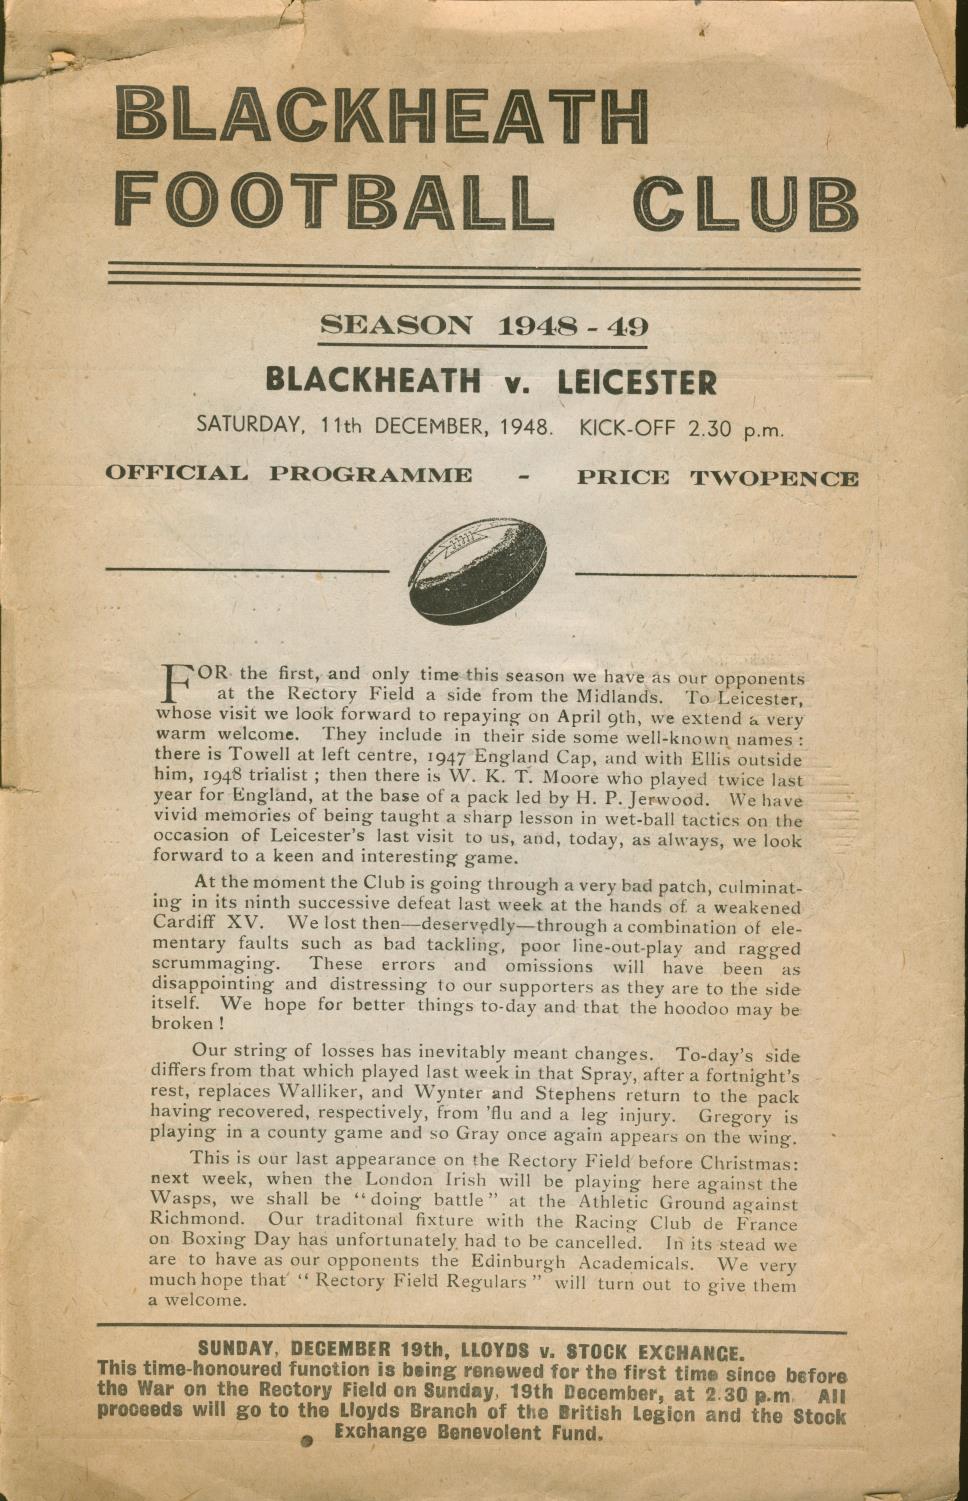 BLACKHEATH
FOOTBALL CLUB
SEASON 1948 - 49
BLACKHEATH v. LEICESTER
SATURDAY, 11th DECEMBER, 1948. KICK-OFF 2.30 p.m.
OFFICIAL PROGRAMME - PRICE TWOPENCE
FOR the first, and only time this season we have as our opponents
at the Rectory Field a side from the Midlands. To Leicester,
whose visit we look forward to repaying on April 9th, we extend a very
warm welcome. They include in their side some well-known names :
there is Towell at left centre, 1947 England Cap, and with Ellis outside
him, 1948 trialist ; then there is W. K. T. Moore who played twice last
year for England, at the base of a pack led by H. P. Jerwood. We have
vivid memories of being taught a sharp lesson in wet-ball tactics on the
occasion of Leicester's last visit to us, and, today, as always, we look
forward to a keen and interesting game.
At the moment the Club is going through a very bad patch, culminat-
ing in its ninth successive defeat last week at the hands of a weakened
Cardiff XV. We lost then—deservedly—through a combination of ele-
mentary faults such as bad tackling, poor line-out-play and ragged
scrummaging. These errors and omissions will have been as
disappointing and distressing to our supporters as they are to the side
itself. We hope for better things to-day and that the hoodoo may be
broken !
Our string of losses has inevitably meant changes. To-day's side
differs from that which played last week in that Spray, after a fortnight's
rest, replaces Walliker, and Wynter and Stephens return to the pack
having recovered, respectively, from 'flu and a leg injury. Gregory is
playing in a county game and so Gray once again appears on the wing.
This is our last appearance on the Rectory Field before Christmas:
next week, when the London Irish will be playing here against the
Wasps, we shall be "doing battle" at the Athletic Ground against
Richmond. Our traditonal fixture with the Racing Club de France
on Boxing Day has unfortunately had to be cancelled. In its stead we
are to have as our opponents the Edinburgh Academicals. We very
much hope that " Rectory Field Regulars " will turn out to give them
a welcome.
SUNDAY, DECEMBER 19th, LLOYDS v. STOCK EXCHANGE.
This time-honoured function is being renewed for the first time since before
the War on the Rectory Field on Sunday, 19th December, at 2.30 p.m. All
proceeds will go to the Lloyds Branch of the British Legion and the Stock
Exchange Benevolent Fund.